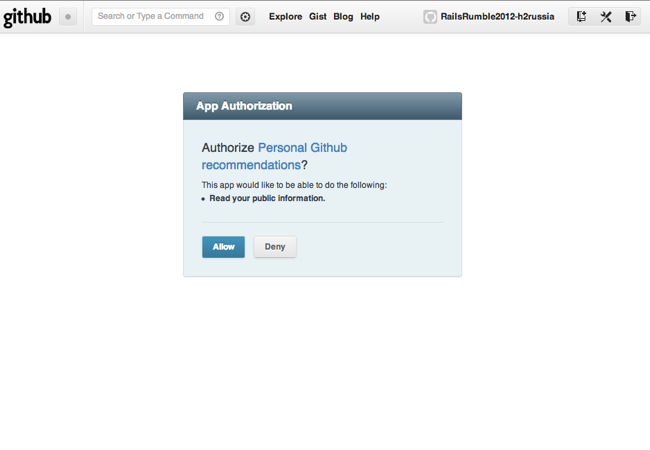 github
Search or Type a Command
Explore Gist Blog Help
RailsRumble2012-h2russia
App Authorization
Authorize Personal Github
recommendations?
This app would like to be able to do the following:
• Read your public information.
Allow Deny